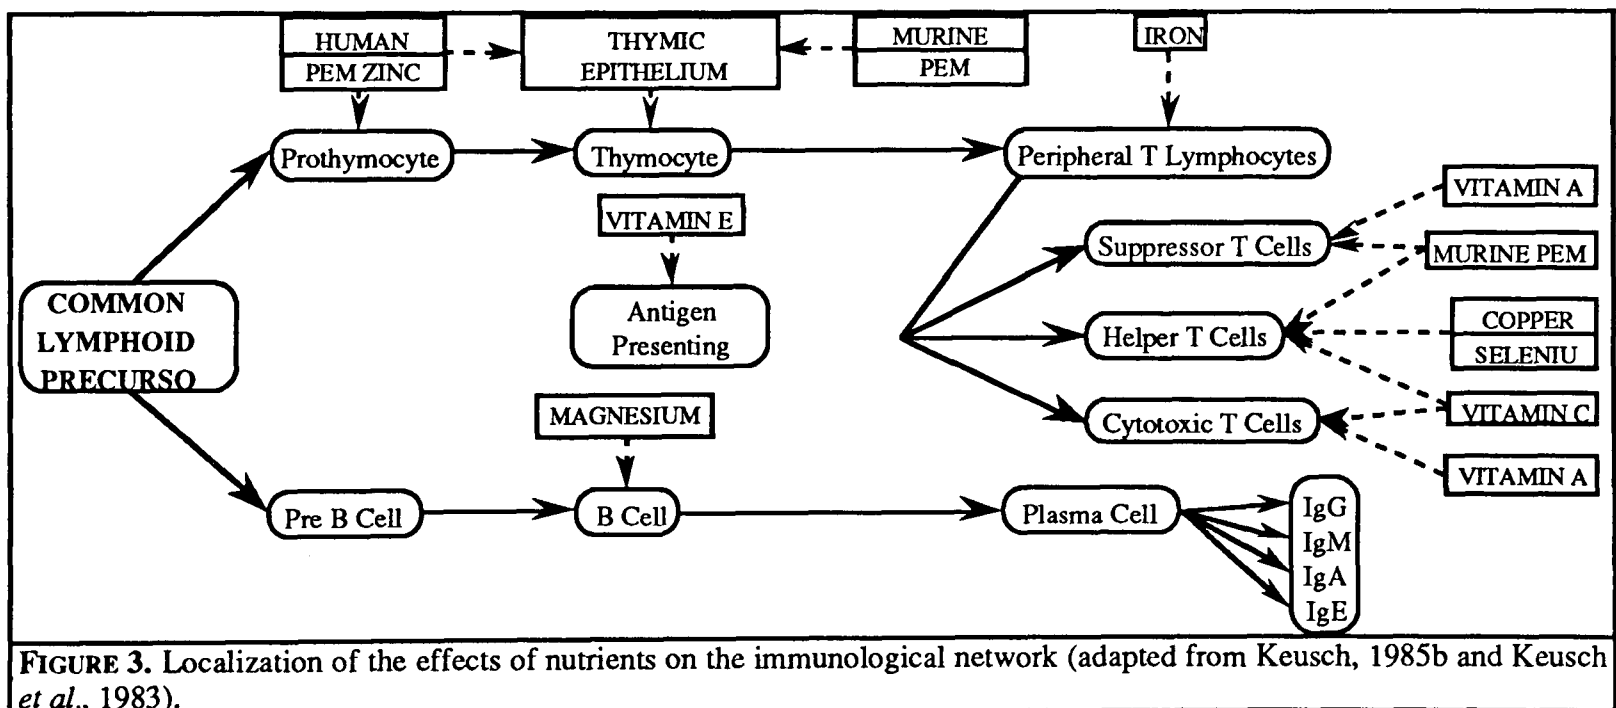 HUMAN
PEM ZINC
THYMIC
EPITHELIUM
MURINE
PEM
IRON
Prothymocyte
Thymocyte
Peripheral T Lymphocytes
VITAMIN A
VITAMIN E
Suppressor T Cells
MURINE PEM
COMMON
LYMPHOID
PRECURSO
Antigen
Presenting
Helper T Cells
COPPER
SELENIU
MAGNESIUM
Cytotoxic T Cells
VITAMIN C
VITAMIN A
Pre B Cell
B Cell
Plasma Cell
IgG
IgM
IgA
IgE
FIGURE 3. Localization of the effects of nutrients on the immunological network (adapted from Keusch, 1985b and Keusch
et al., 1983).